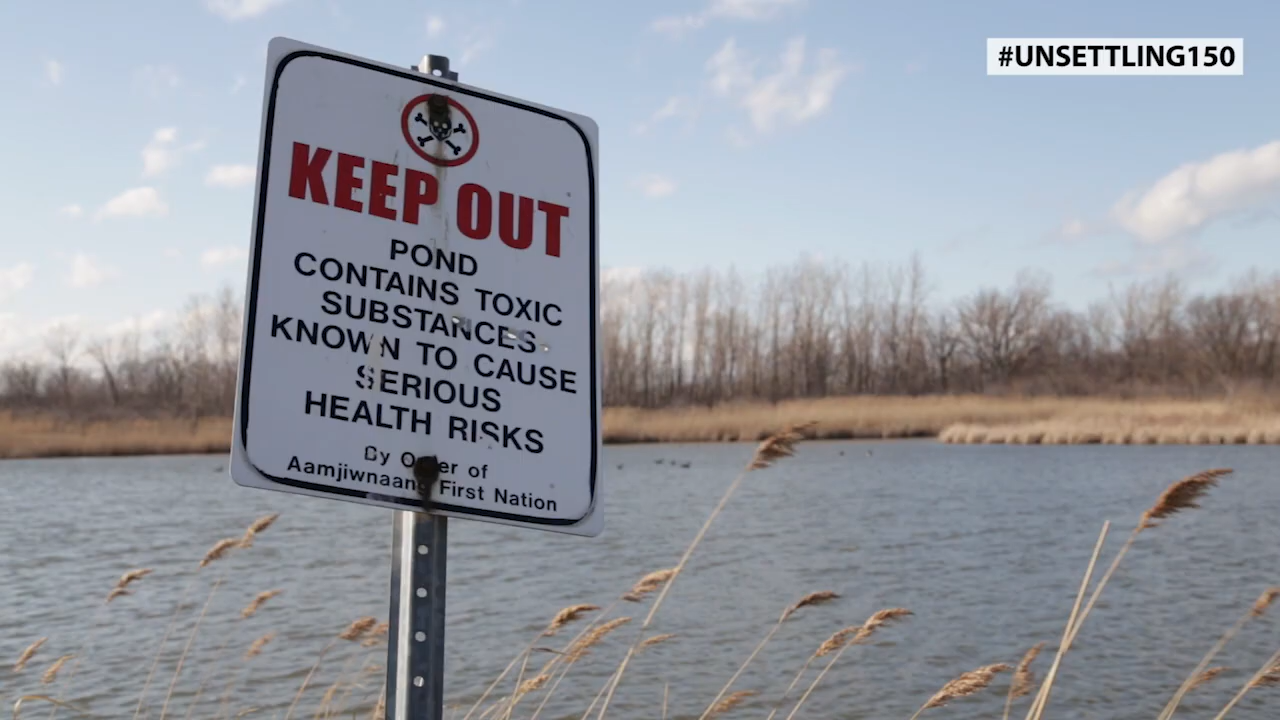 #UNSETTLING150
KEEP OUT
POND
CONTAINS TOXIC
SUBSTANCES
KNOWN TO CAUSE
SERIOUS
HEALTH RISKS
By Order of
Aamjiwnaang First Nation